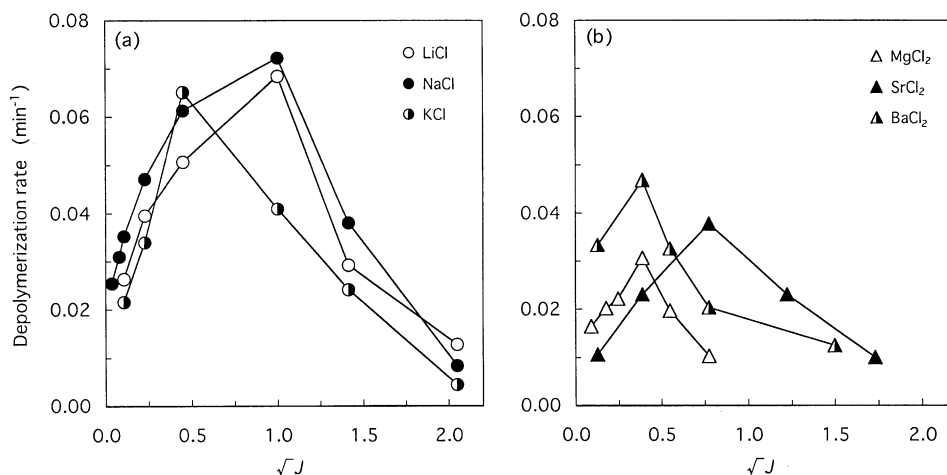 (a)
LiCl
NaCl
KCl
0.08
0.06
0.04
0.02
0.00
Depolymerization rate (min⁻¹)
0.0 0.5 1.0 1.5 2.0
√J
(b)
MgCl₂
SrCl₂
BaCl₂
0.08
0.06
0.04
0.02
0.00
0.0 0.5 1.0 1.5 2.0
√J